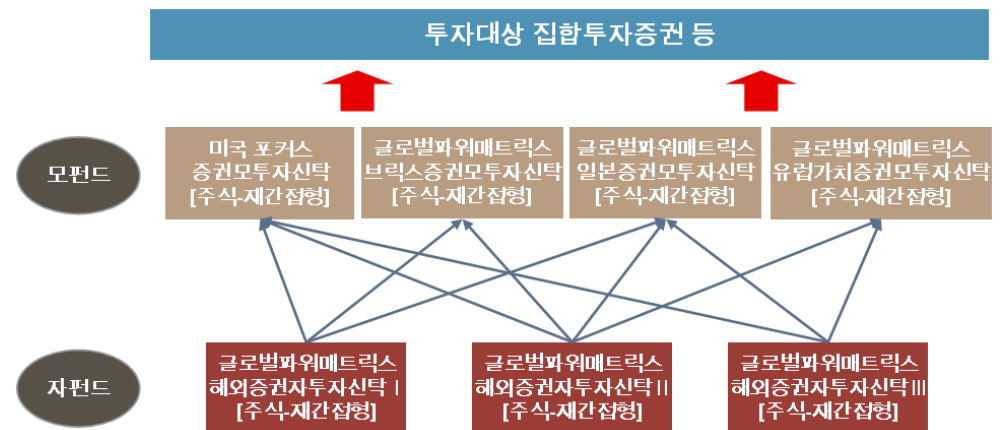 투자대상 집합투자증권 등
모펀드
미국 포커스
증권모투자신탁
[주식-재간접형]
글로벌파워매트릭스
브릭스증권모투자신탁
[주식-재간접형]
글로벌파워매트릭스
일본증권모투자신탁
[주식-재간접형]
글로벌파워매트릭스
유럽가치증권모투자신탁
[주식-재간접형]
자펀드
글로벌파워매트릭스
해외증권자투자신탁Ⅰ
[주식-재간접형]
글로벌파워매트릭스
해외증권자투자신탁Ⅱ
[주식-재간접형]
글로벌파워매트릭스
해외증권자투자신탁Ⅲ
[주식-재간접형]